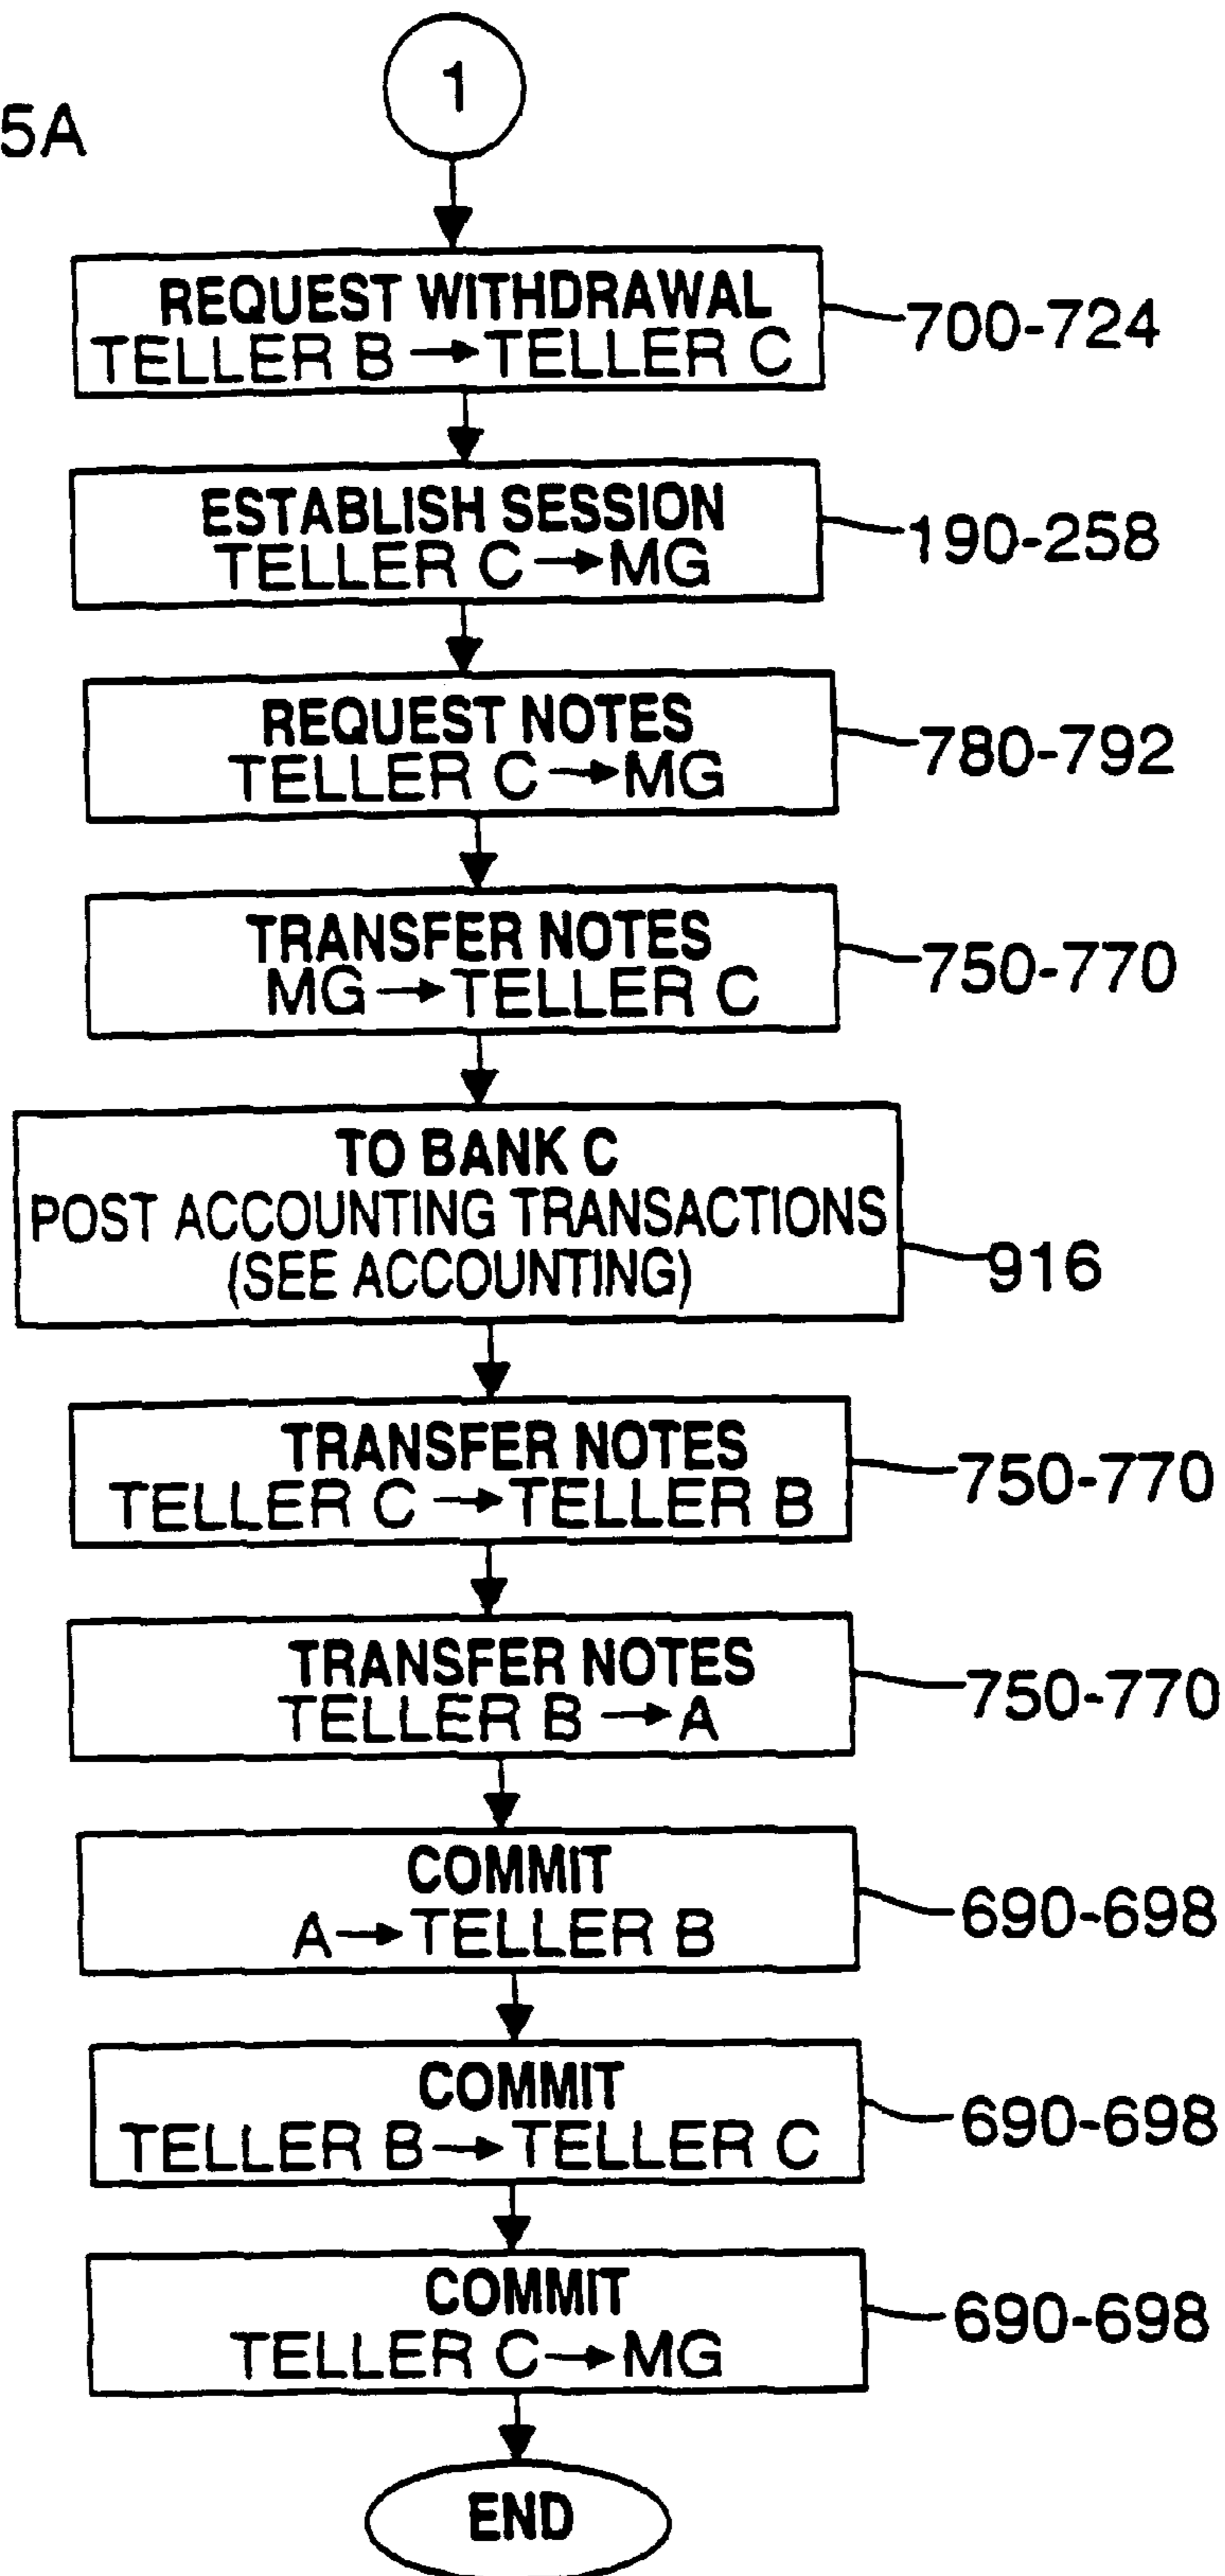 5A
1
REQUEST WITHDRAWAL
TELLER B → TELLER C
700-724
ESTABLISH SESSION
TELLER C → MG
190-258
REQUEST NOTES
TELLER C → MG
780-792
TRANSFER NOTES
MG → TELLER C
750-770
TO BANK C
POST ACCOUNTING TRANSACTIONS
(SEE ACCOUNTING)
916
TRANSFER NOTES
TELLER C → TELLER B
750-770
TRANSFER NOTES
TELLER B → A
750-770
COMMIT
A → TELLER B
690-698
COMMIT
TELLER B → TELLER C
690-698
COMMIT
TELLER C → MG
690-698
END